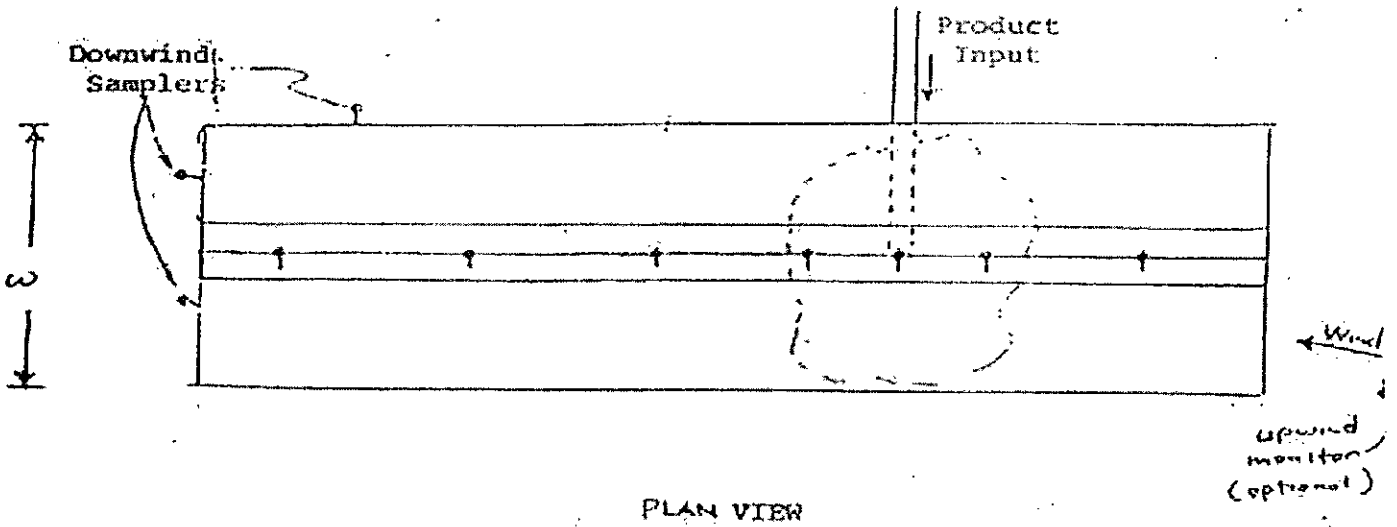 Product
Input
Downwind
Samplers
ω
Wind
upwind
monitor
(optional)
PLAN VIEW